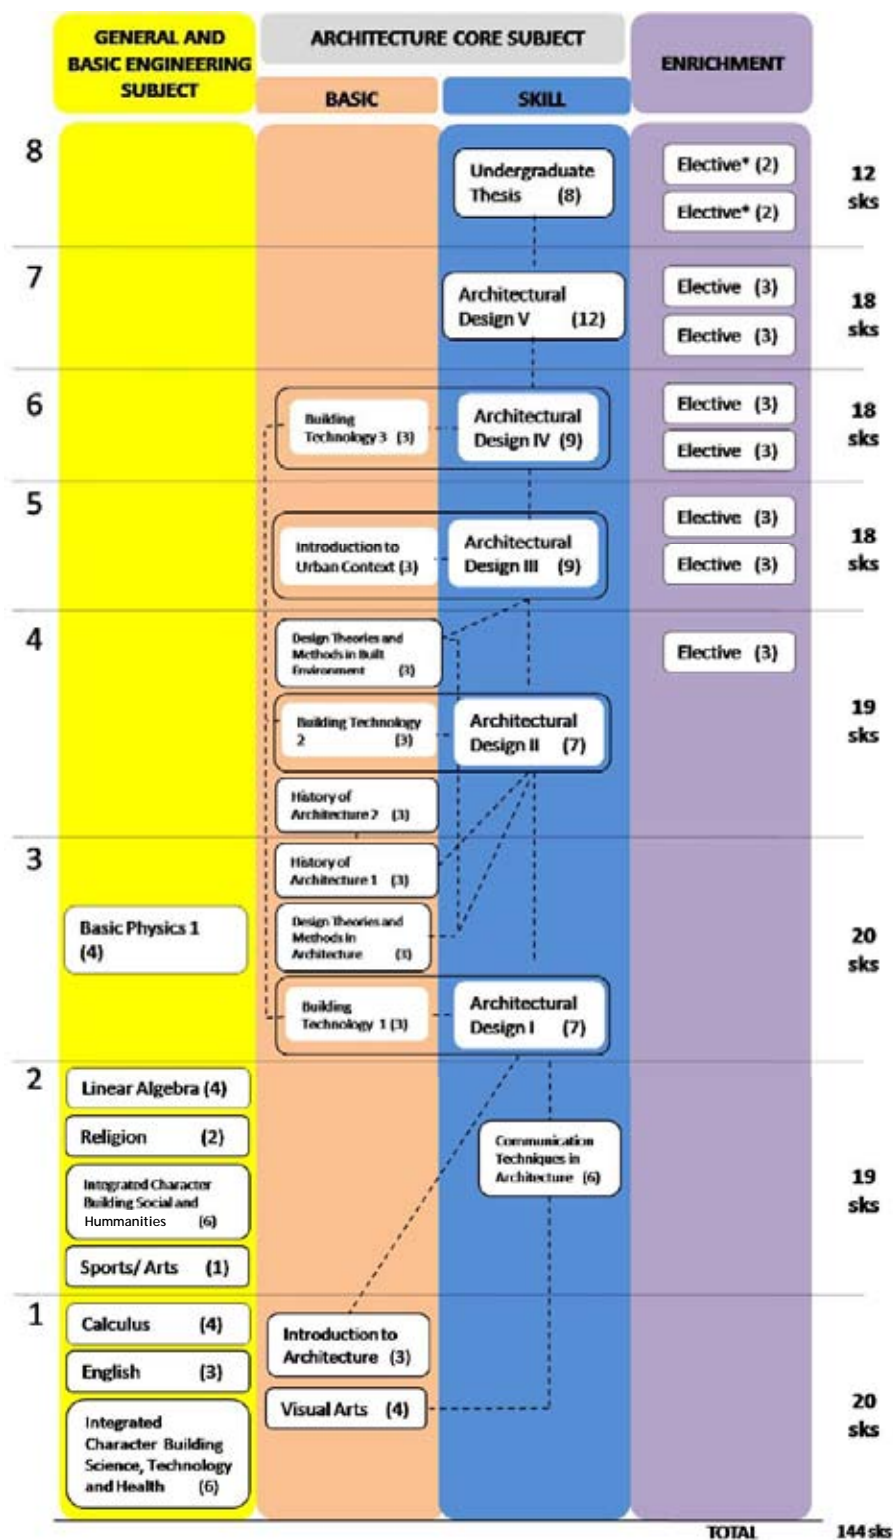 GENERAL AND
BASIC ENGINEERING
SUBJECT
ARCHITECTURE CORE SUBJECT
BASIC
SKILL
ENRICHMENT
8
Undergraduate
Thesis (8)
Elective* (2)
Elective* (2)
12
sks
7
Architectural
Design V (12)
Elective (3)
Elective (3)
18
sks
6
Building
Technology 3 (3)
Architectural
Design IV (9)
Elective (3)
Elective (3)
18
sks
5
Introduction to
Urban Context (3)
Architectural
Design III (9)
Elective (3)
Elective (3)
18
sks
4
Design Theories and
Methods in Built
Environment (3)
Building Technology
2 (3)
Architectural
Design II (7)
History of
Architecture 2 (3)
Elective (3)
19
sks
3
Basic Physics 1
(4)
History of
Architecture 1 (3)
Design Theories and
Methods in
Architecture (3)
Building
Technology 1 (3)
Architectural
Design I (7)
20
sks
2
Linear Algebra (4)
Religion (2)
Integrated Character
Building Social and
Hummanities (6)
Sports/ Arts (1)
Communication
Techniques in
Architecture (6)
19
sks
1
Calculus (4)
English (3)
Integrated
Character Building
Science, Technology
and Health (6)
Introduction to
Architecture (3)
Visual Arts (4)
20
sks
TOTAL 144 sks